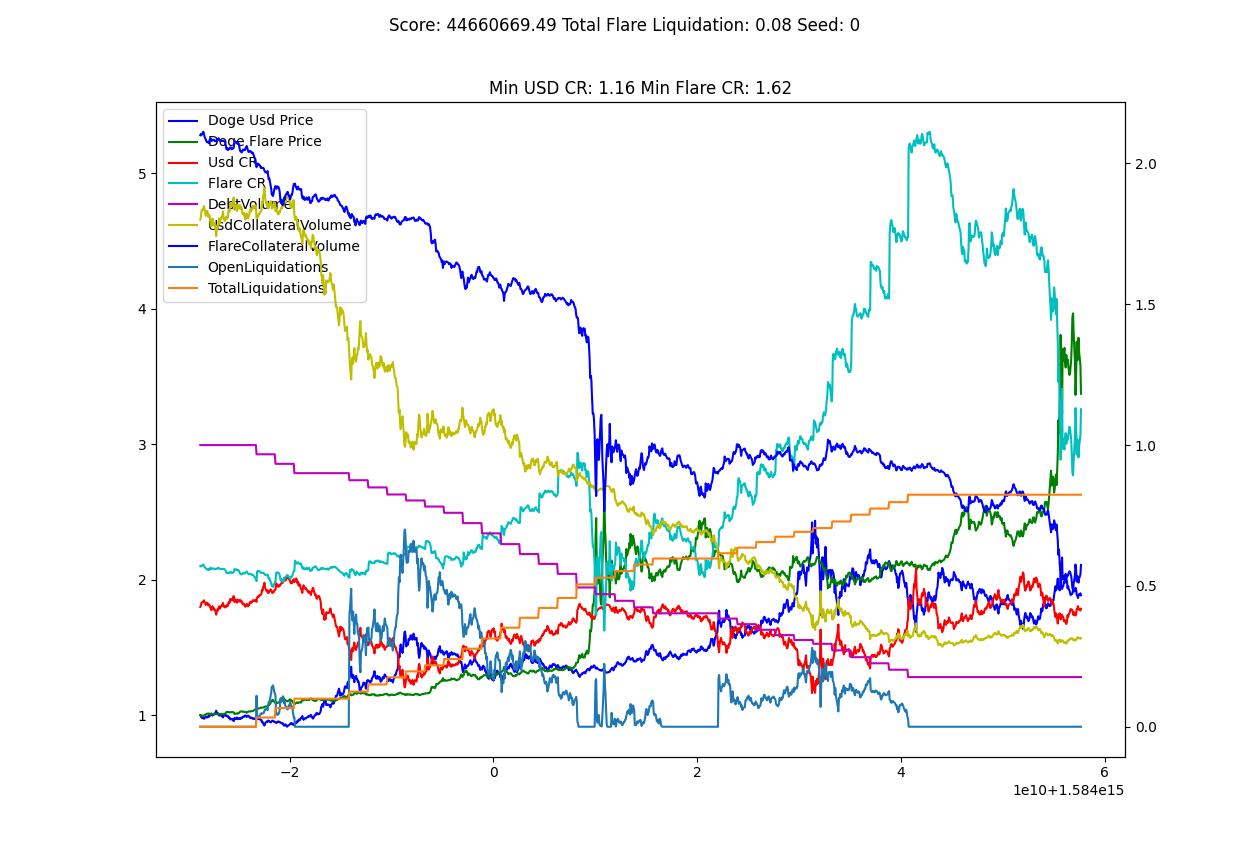 Score: 44660669.49 Total Flare Liquidation: 0.08 Seed: 0
Min USD CR: 1.16 Min Flare CR: 1.62
Doge Usd Price
Doge Flare Price
Usd CR
Flare CR
DebtVolume
UsdCollateralVolume
FlareCollateralVolume
OpenLiquidations
TotalLiquidations
5
4
3
2
1
2.0
1.5
1.0
0.5
0.0
−2
0
2
4
6
1e10+1.584e15